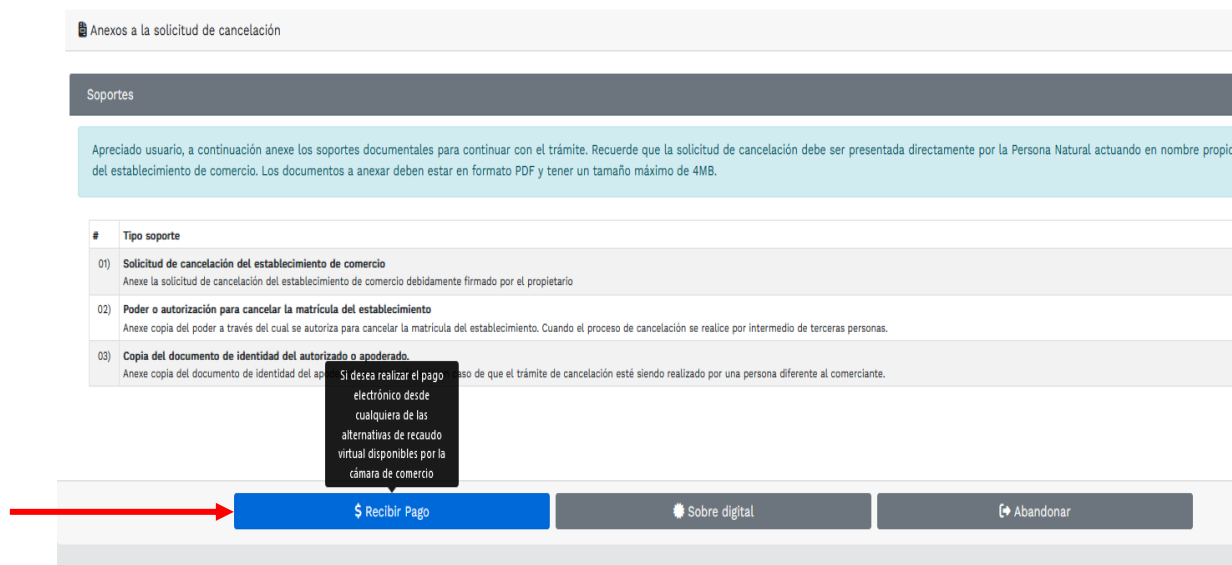 Anexos a la solicitud de cancelación
Soportes
Apreciado usuario, a continuación anexe los soportes documentales para continuar con el trámite. Recuerde que la solicitud de cancelación debe ser presentada directamente por la Persona Natural actuando en nombre propio
del establecimiento de comercio. Los documentos a anexar deben estar en formato PDF y tener un tamaño máximo de 4MB.
# Tipo soporte
01) Solicitud de cancelación del establecimiento de comercio
Anexe la solicitud de cancelación del establecimiento de comercio debidamente firmado por el propietario
02) Poder o autorización para cancelar la matrícula del establecimiento
Anexe copia del poder a través del cual se autoriza para cancelar la matrícula del establecimiento. Cuando el proceso de cancelación se realice por intermedio de terceras personas.
03) Copia del documento de identidad del autorizado o apoderado.
Anexe copia del documento de identidad del caso de que el trámite de cancelación esté siendo realizado por una persona diferente al comerciante.
Si desea realizar el pago
electrónico desde
cualquiera de las
alternativas de recaudo
virtual disponibles por la
cámara de comercio
$ Recibir Pago
Sobre digital
Abandonar